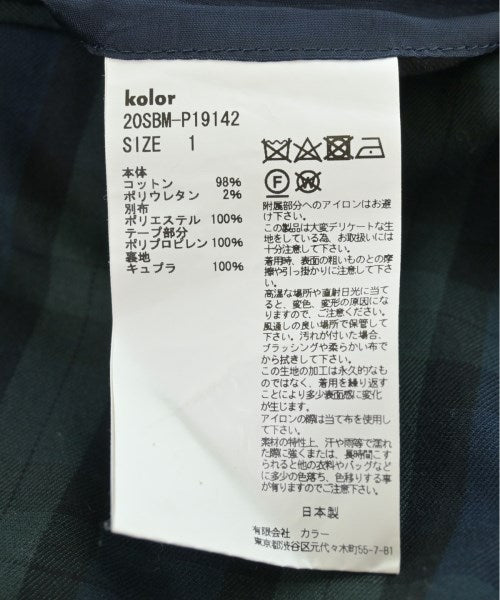 kolor
20SBM-P19142
SIZE 1
本体
コットン 98%
ポリウレタン 2%
別布
ポリエステル 100%
テープ部分
ポリプロピレン 100%
裏地
キュプラ 100%
F
W
附属部分へのアイロンはお避
け下さい。
この製品は大変デリケートな生
地をしている為、お取扱いには
十分注意して下さい。
着用時、表面の粗いものとの摩
擦や引っ掛かりに注意して下さ
い。
高温な場所や直射日光に当て
ると、変色、変形の原因にな
りますので、ご注意ください。
風通しの良い場所で保管して
下さい。汚れが付いた場合、
ブラッシングや柔らかい布で
から拭きして下さい。
この生地の加工は永久的なも
のではなく、着用を繰り返す
ことにより多少表面感に変化
が生じます。
アイロンの際は当て布を使用し
て下さい。
素材の特性上、汗や雨等で濡れ
た際に強くまたは、長時間こす
られると他の衣料やバッグなど
に多少の色落ち、色移りする事
が有りますのでご注意下さい。
日本製
有限会社 カラー
東京都渋谷区元代々木町55-7-B1